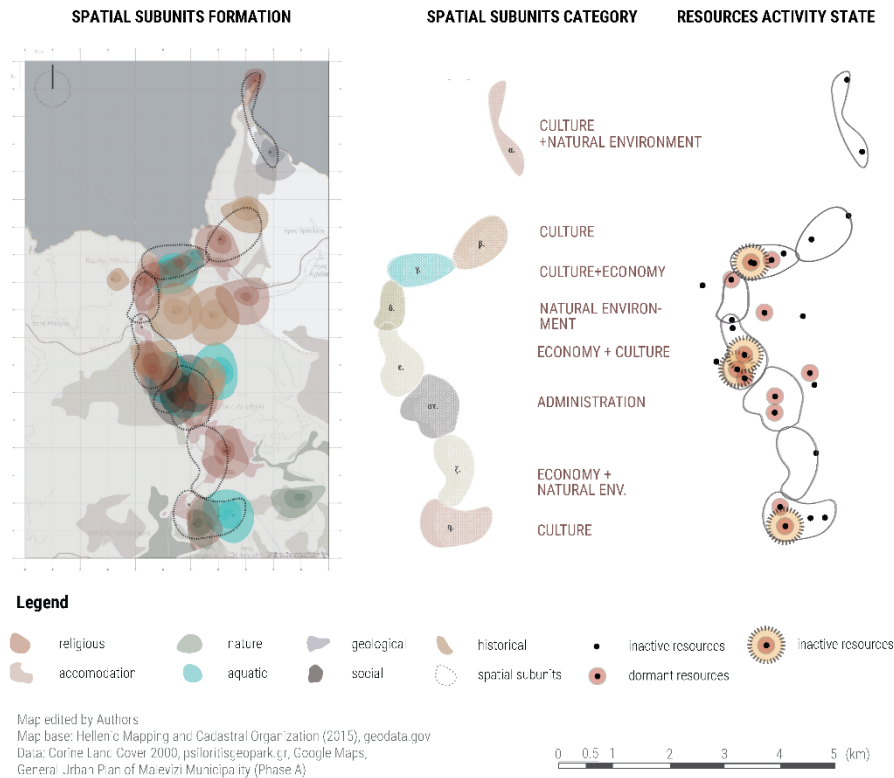 SPATIAL SUBUNITS FORMATION
SPATIAL SUBUNITS CATEGORY
RESOURCES ACTIVITY STATE
α.
CULTURE
+NATURAL ENVIRONMENT
β.
CULTURE
γ.
CULTURE+ECONOMY
δ.
NATURAL ENVIRON-
MENT
ε.
ECONOMY + CULTURE
στ.
ADMINISTRATION
ζ.
ECONOMY +
NATURAL ENV.
η.
CULTURE
Legend
religious
nature
geological
historical
inactive resources
inactive resources
accomodation
aquatic
social
spatial subunits
dormant resources
Map edited by Authors
Map base: Hellenic Mapping and Cadastral Organization (2015), geodata.gov
Data: Corine Land Cover 2000, psiloritisgeopark.gr, Google Maps,
General Urban Plan of Malevizi Municipality (Phase A)
0 0.5 1 2 3 4 5 (km)